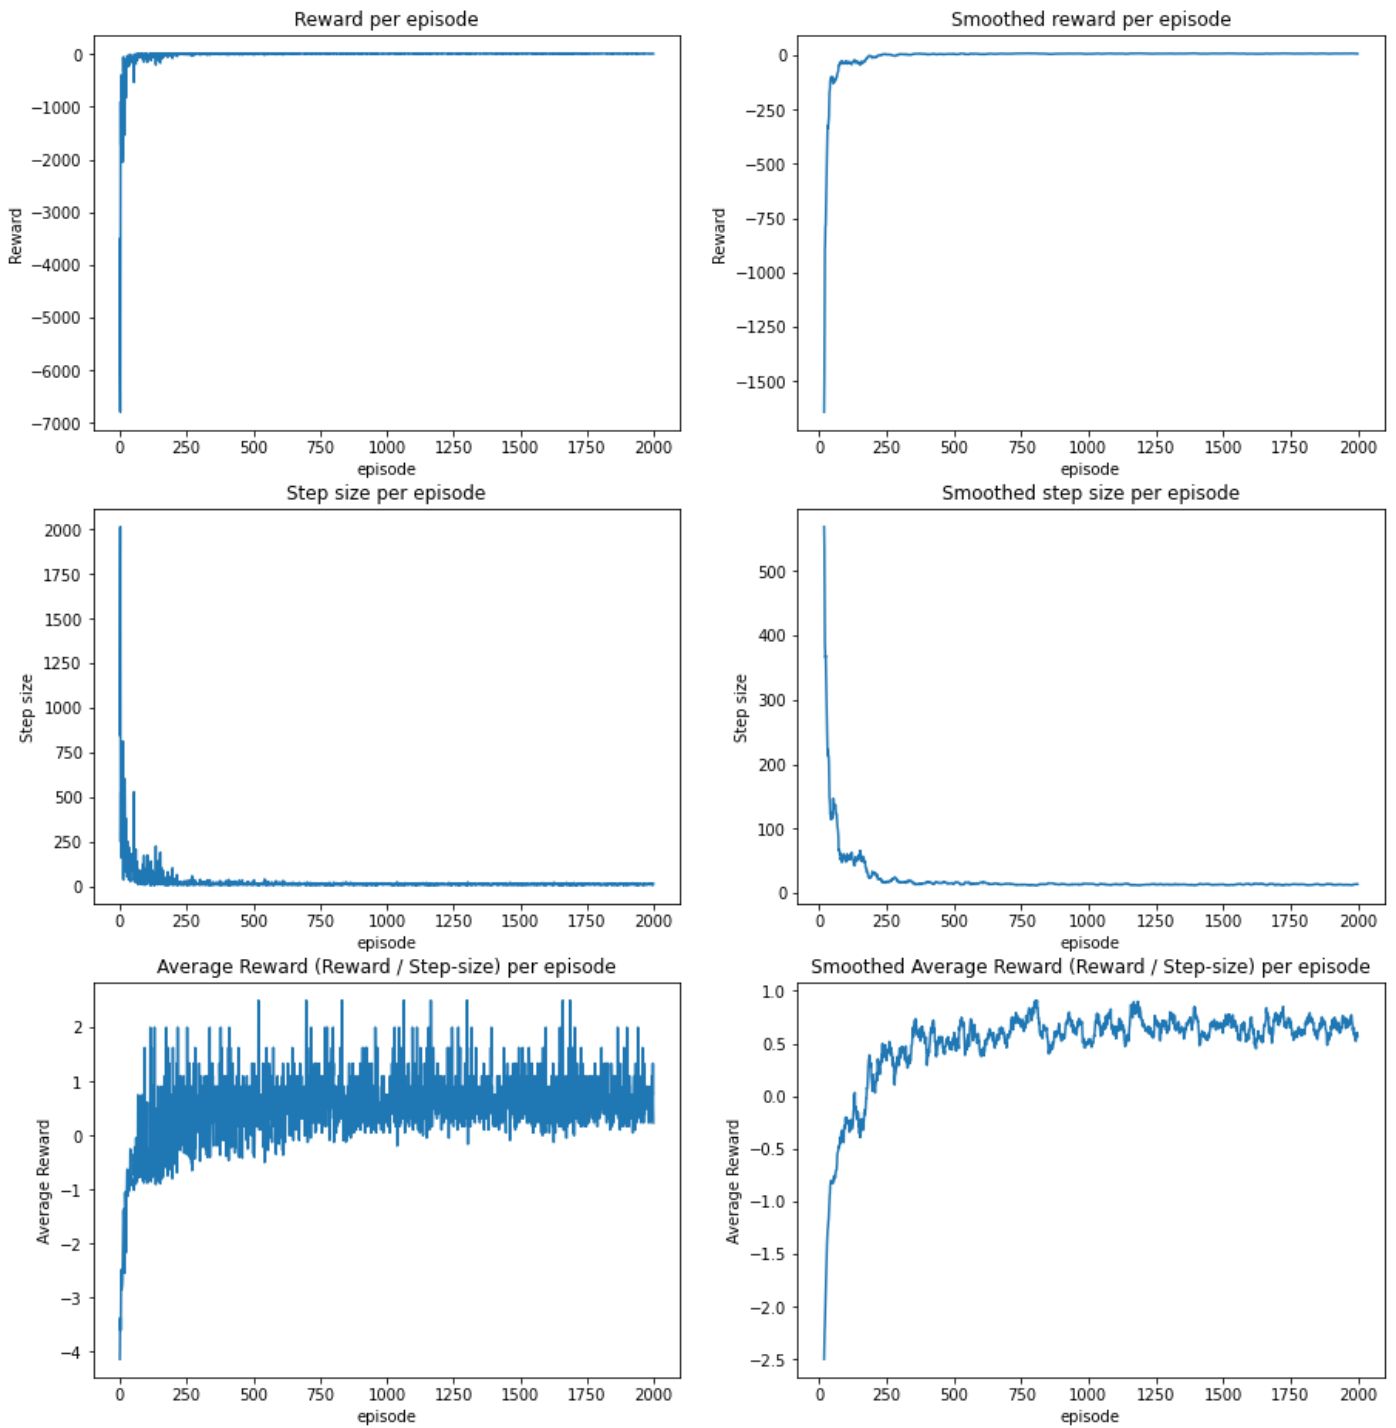 Reward per episode
Smoothed reward per episode
0
−1000
−2000
−3000
−4000
−5000
−6000
−7000
Reward
0
−250
−500
−750
−1000
−1250
−1500
Reward
0 250 500 750 1000 1250 1500 1750 2000
episode
0 250 500 750 1000 1250 1500 1750 2000
episode
Step size per episode
Smoothed step size per episode
2000
1750
1500
1250
1000
750
500
250
0
Step size
500
400
300
200
100
0
Step size
0 250 500 750 1000 1250 1500 1750 2000
episode
0 250 500 750 1000 1250 1500 1750 2000
episode
Average Reward (Reward / Step-size) per episode
Smoothed Average Reward (Reward / Step-size) per episode
2
1
0
−1
−2
−3
−4
Average Reward
1.0
0.5
0.0
−0.5
−1.0
−1.5
−2.0
−2.5
Average Reward
0 250 500 750 1000 1250 1500 1750 2000
episode
0 250 500 750 1000 1250 1500 1750 2000
episode